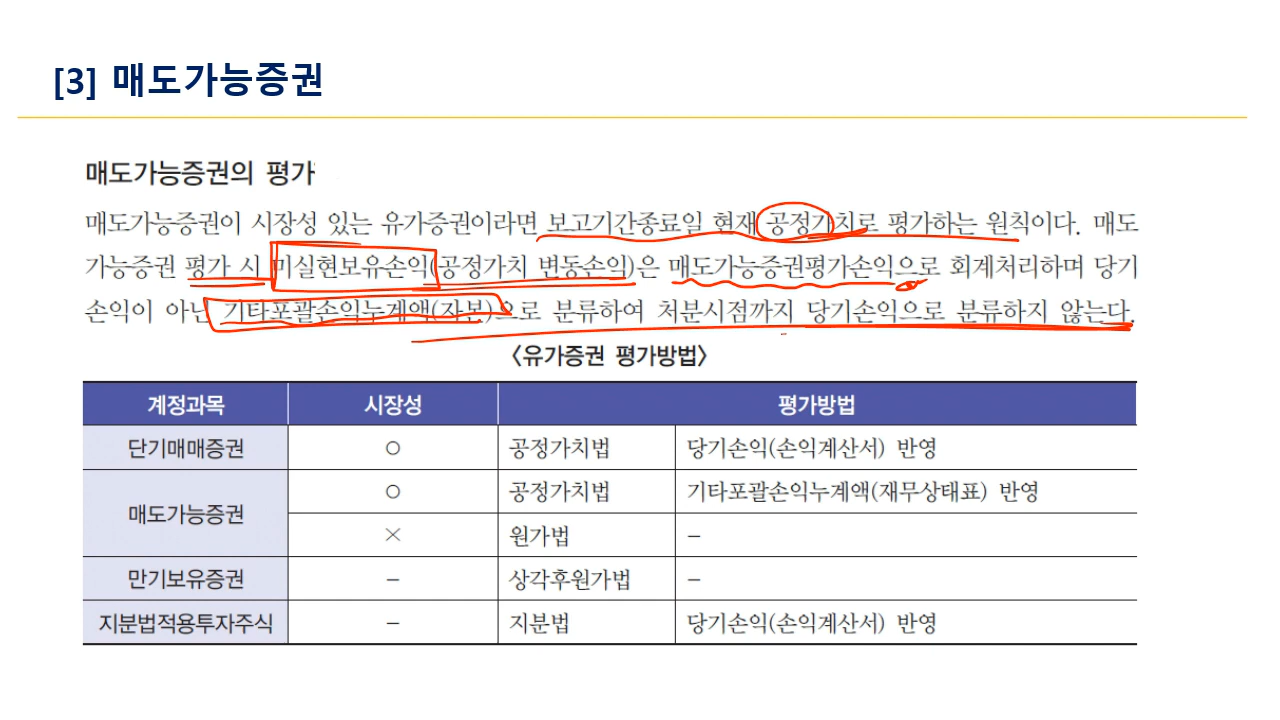 [3] 매도가능증권
매도가능증권의 평가
매도가능증권이 시장성 있는 유가증권이라면 보고기간종료일 현재 공정가치로 평가하는 원칙이다. 매도
가능증권 평가 시 미실현보유손익(공정가치 변동손익)은 매도가능증권평가손익으로 회계처리하며 당기
손익이 아닌 기타포괄손익누계액(자본)으로 분류하여 처분시점까지 당기손익으로 분류하지 않는다.
〈유가증권 평가방법〉
계정과목 시장성 평가방법
단기매매증권 ○ 공정가치법 당기손익(손익계산서) 반영
매도가능증권 ○ 공정가치법 기타포괄손익누계액(재무상태표) 반영
× 원가법 –
만기보유증권 – 상각후원가법 –
지분법적용투자주식 – 지분법 당기손익(손익계산서) 반영